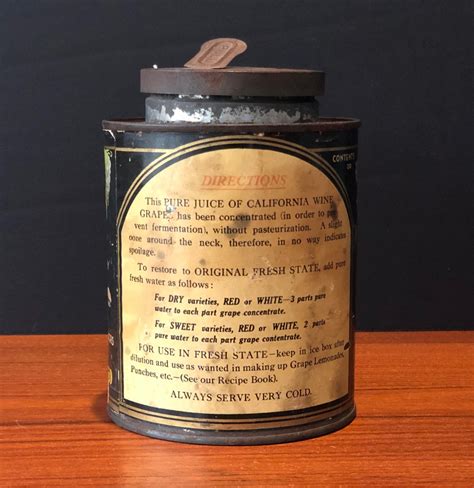 CONTENTS
20
DIRECTIONS
This PURE JUICE OF CALIFORNIA WINE
GRAPE, has been concentrated (in order to pre
vent fermentation), without pasteurization. A slight
ooze around the neck, therefore, in no way indicates
spoilage.
To restore to ORIGINAL FRESH STATE, add pure
fresh water as follows :
For DRY varieties, RED or WHITE—3 parts pure
water to each part grape concentrate.
For SWEET varieties, RED or WHITE, 2 parts
pure water to each part grape concentrate.
FOR USE IN FRESH STATE—keep in ice box after
dilution and use as wanted in making up Grape Lemonades,
Punches, etc.—(See our Recipe Book).
ALWAYS SERVE VERY COLD.